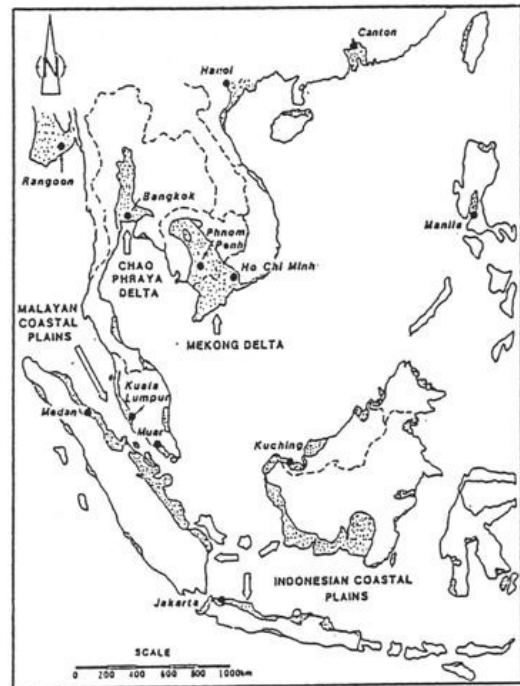 N
Canton
Hanoi
Rangoon
Bangkok
Phnom
Penh
Manila
CHAO
PHRAYA
DELTA
Ho Chi Minh
MALAYAN
COASTAL
PLAINS
MEKONG DELTA
Kuala
Lumpur
Medan
Muar
Kuching
INDONESIAN COASTAL
PLAINS
Jakarta
SCALE
0 200 400 600 1000km